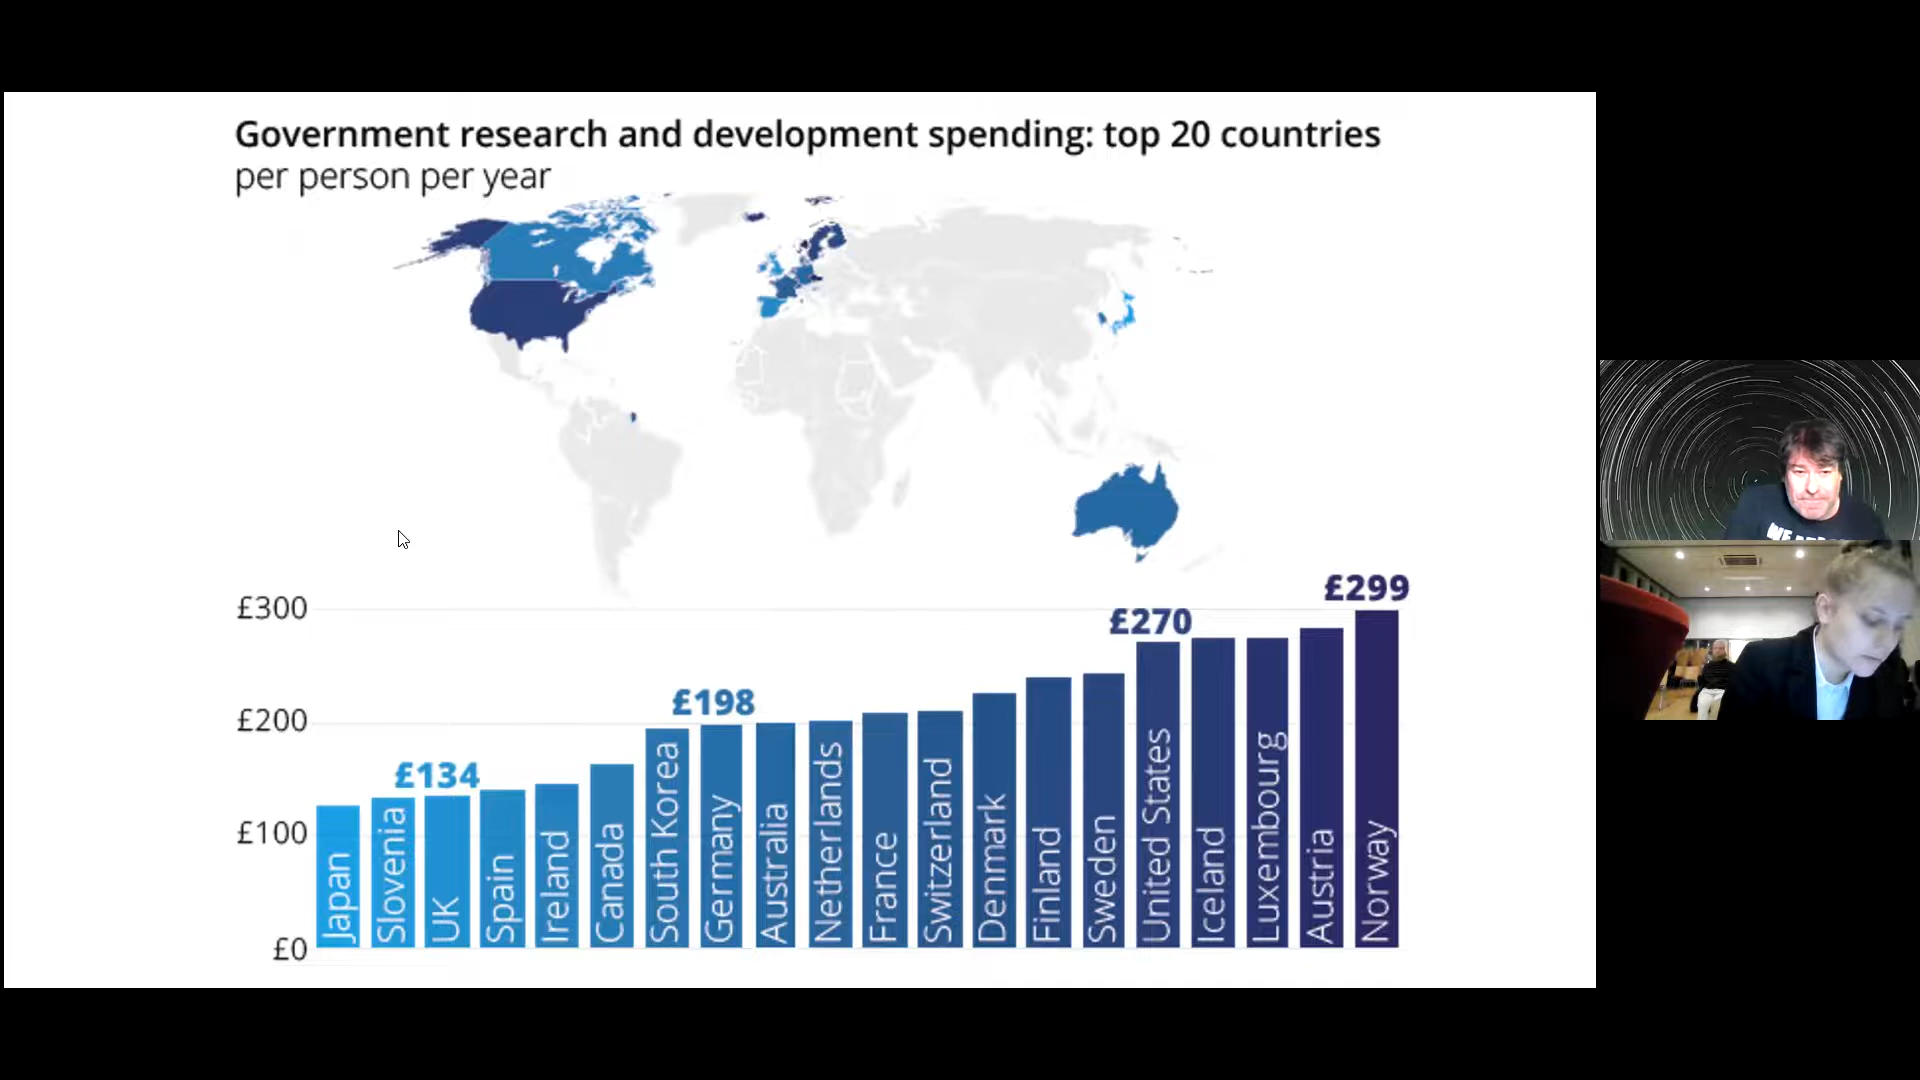 Government research and development spending: top 20 countries
per person per year
£300
£200
£100
£0
£134
£198
£270
£299
Japan
Slovenia
UK
Spain
Ireland
Canada
South Korea
Germany
Australia
Netherlands
France
Switzerland
Denmark
Finland
Sweden
United States
Iceland
Luxembourg
Austria
Norway